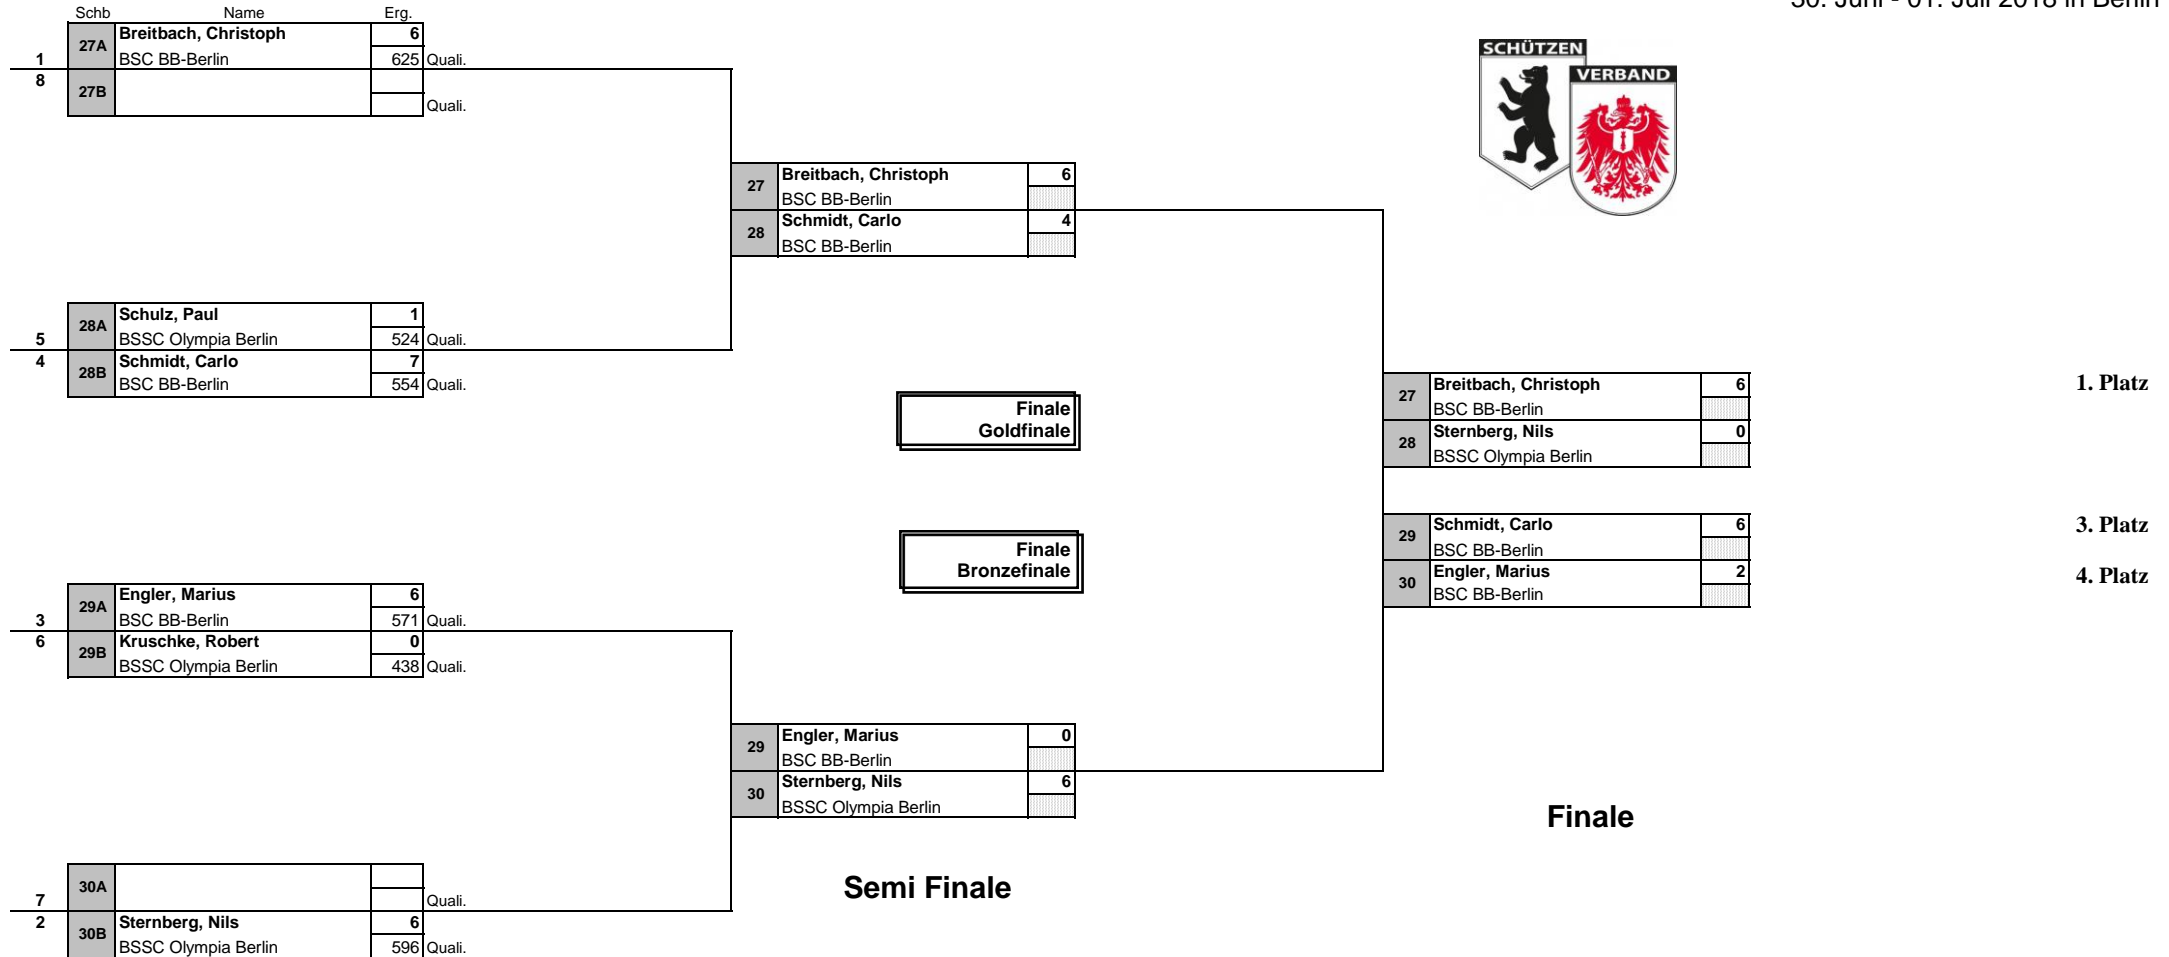 30. Juni - 01. Juli 2018 in Berlin
Schb Name Erg.
27A Breitbach, Christoph 6
1 BSC BB-Berlin 625 Quali.
8 27B
Quali.
SCHÜTZEN
VERBAND
27 Breitbach, Christoph 6
BSC BB-Berlin
28 Schmidt, Carlo 4
BSC BB-Berlin
28A Schulz, Paul 1
5 BSSC Olympia Berlin 524 Quali.
4 28B Schmidt, Carlo 7
BSC BB-Berlin 554 Quali.
Finale
Goldfinale
27 Breitbach, Christoph 6 1. Platz
BSC BB-Berlin
28 Sternberg, Nils 0
BSSC Olympia Berlin
Finale
Bronzefinale
29 Schmidt, Carlo 6 3. Platz
BSC BB-Berlin
30 Engler, Marius 2 4. Platz
BSC BB-Berlin
29A Engler, Marius 6
3 BSC BB-Berlin 571 Quali.
6 29B Kruschke, Robert 0
BSSC Olympia Berlin 438 Quali.
29 Engler, Marius 0
BSC BB-Berlin
30 Sternberg, Nils 6
BSSC Olympia Berlin
Finale
Semi Finale
30A
7 Quali.
2 30B Sternberg, Nils 6
BSSC Olympia Berlin 596 Quali.